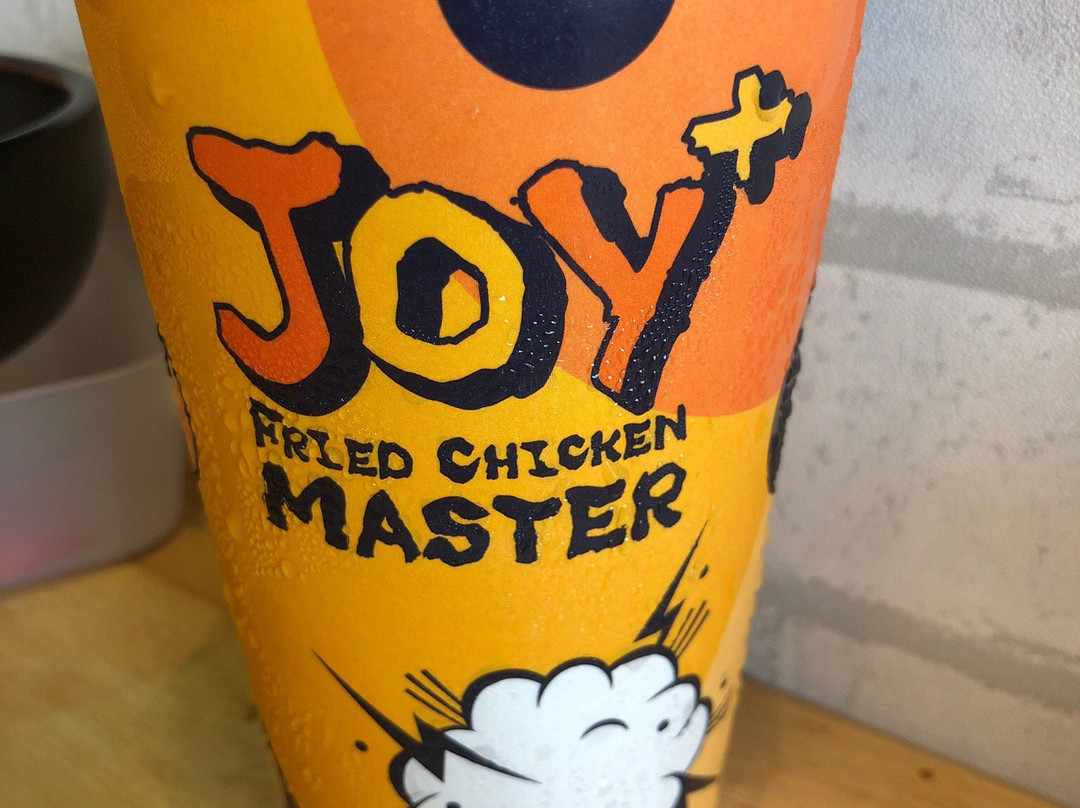 JOY+
FRIED CHICKEN
MASTER